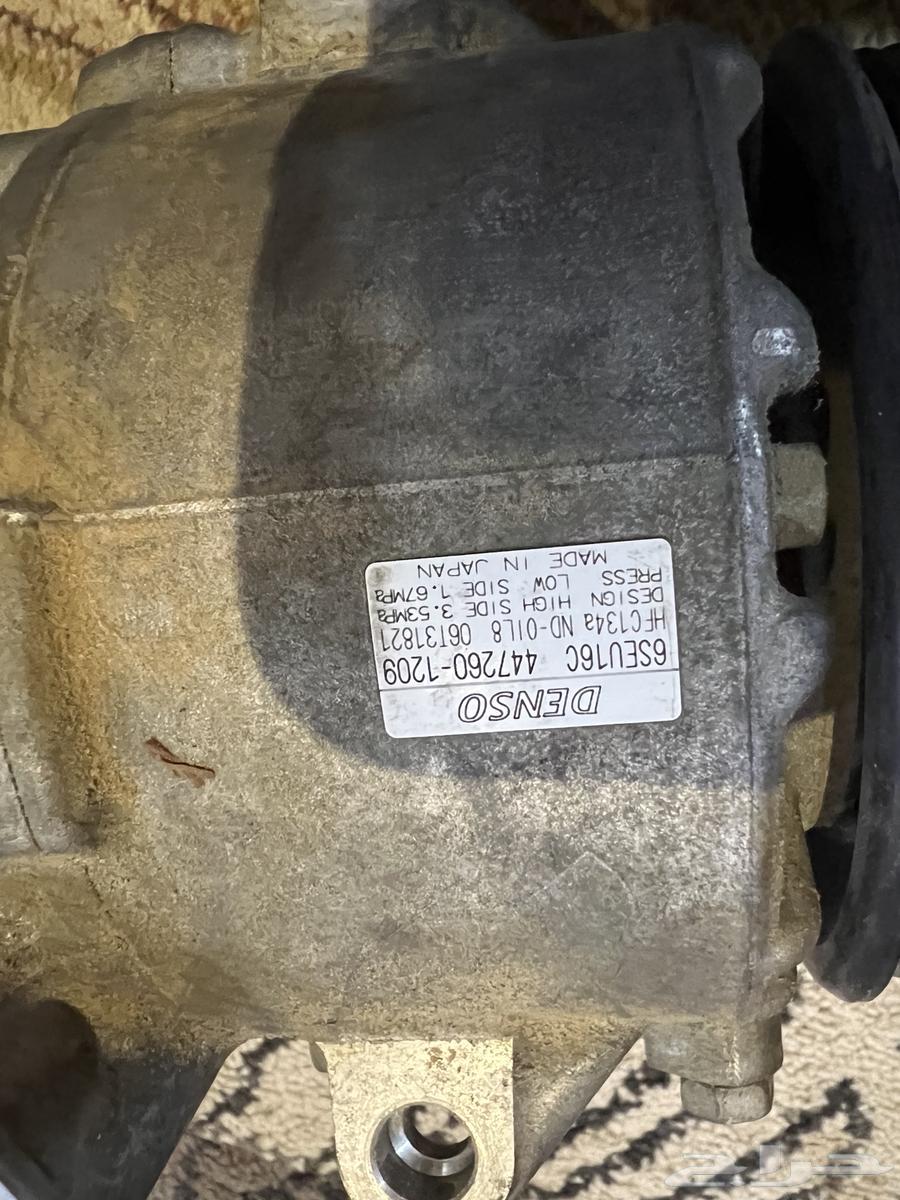 DENSO
6SEU16C 447260-1209
HFC134a ND-OIL8 06T31821
DESIGN HIGH SIDE 3.53MPa
PRESS LOW SIDE 1.67MPa
MADE IN JAPAN
حراج